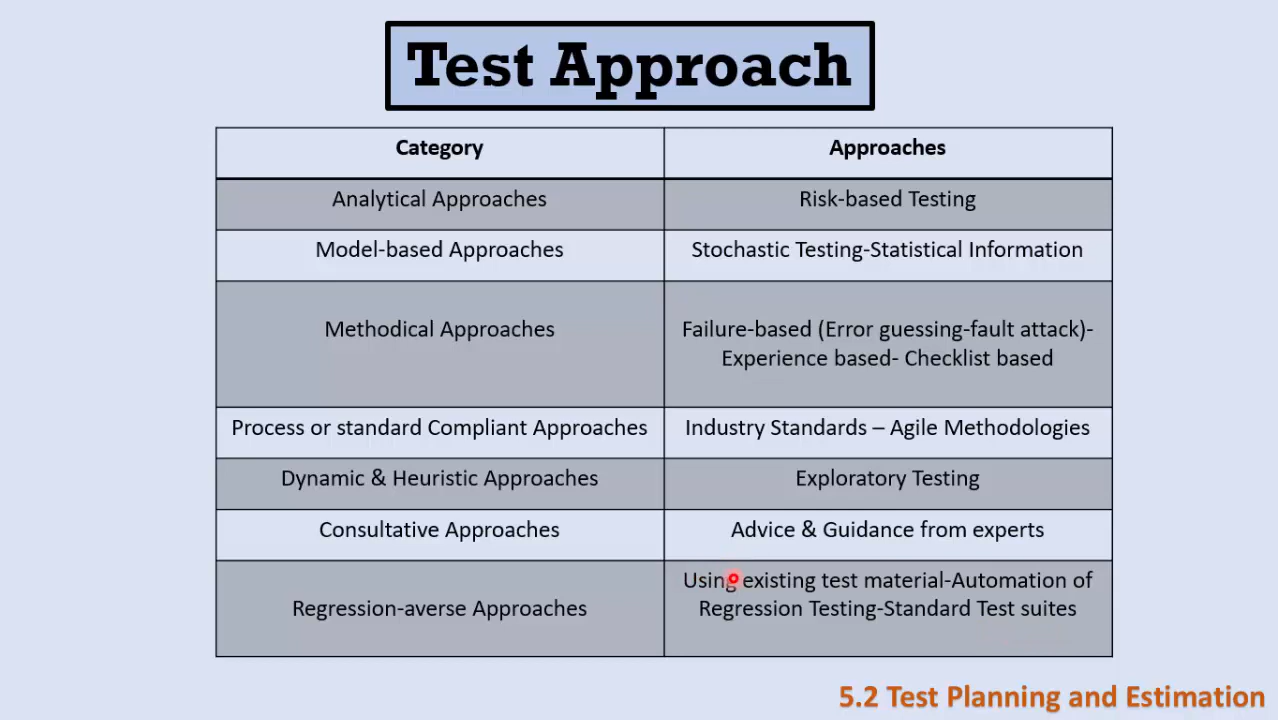 Test Approach
Category
Approaches
Analytical Approaches
Risk-based Testing
Model-based Approaches
Stochastic Testing-Statistical Information
Methodical Approaches
Failure-based (Error guessing-fault attack)-
Experience based- Checklist based
Process or standard Compliant Approaches
Industry Standards – Agile Methodologies
Dynamic & Heuristic Approaches
Exploratory Testing
Consultative Approaches
Advice & Guidance from experts
Regression-averse Approaches
Using existing test material-Automation of
Regression Testing-Standard Test suites
5.2 Test Planning and Estimation